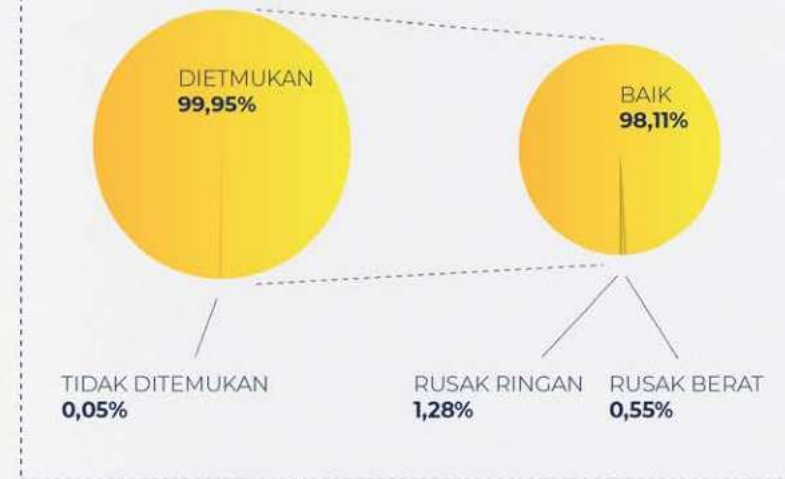 DIETMUKAN
99,95%
BAIK
98,11%
TIDAK DITEMUKAN
0,05%
RUSAK RINGAN
1,28%
RUSAK BERAT
0,55%